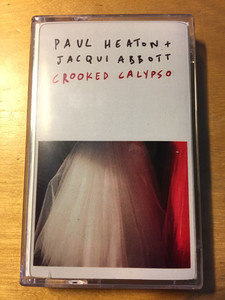 PAUL HEATON +
JACQUI ABBOTT
CROOKED CALYPSO